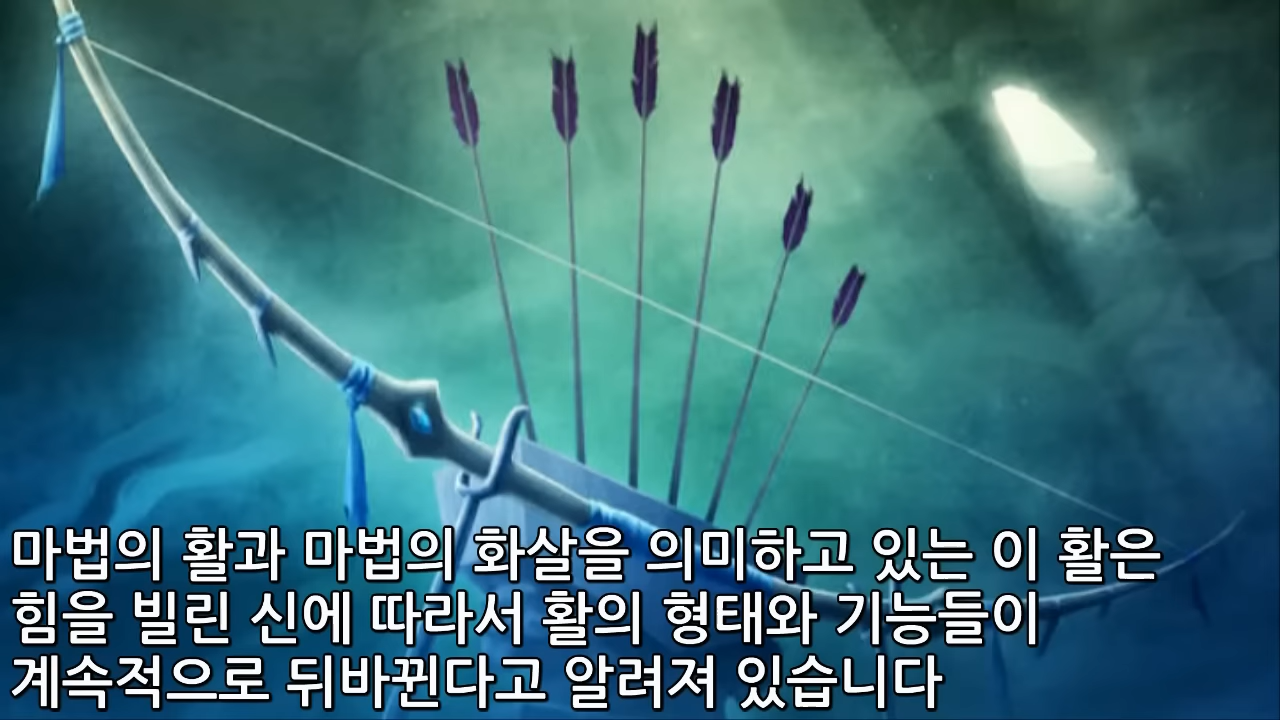 마법의 활과 마법의 화살을 의미하고 있는 이 활은
힘을 빌린 신에 따라서 활의 형태와 기능들이
계속적으로 뒤바뀐다고 알려져 있습니다